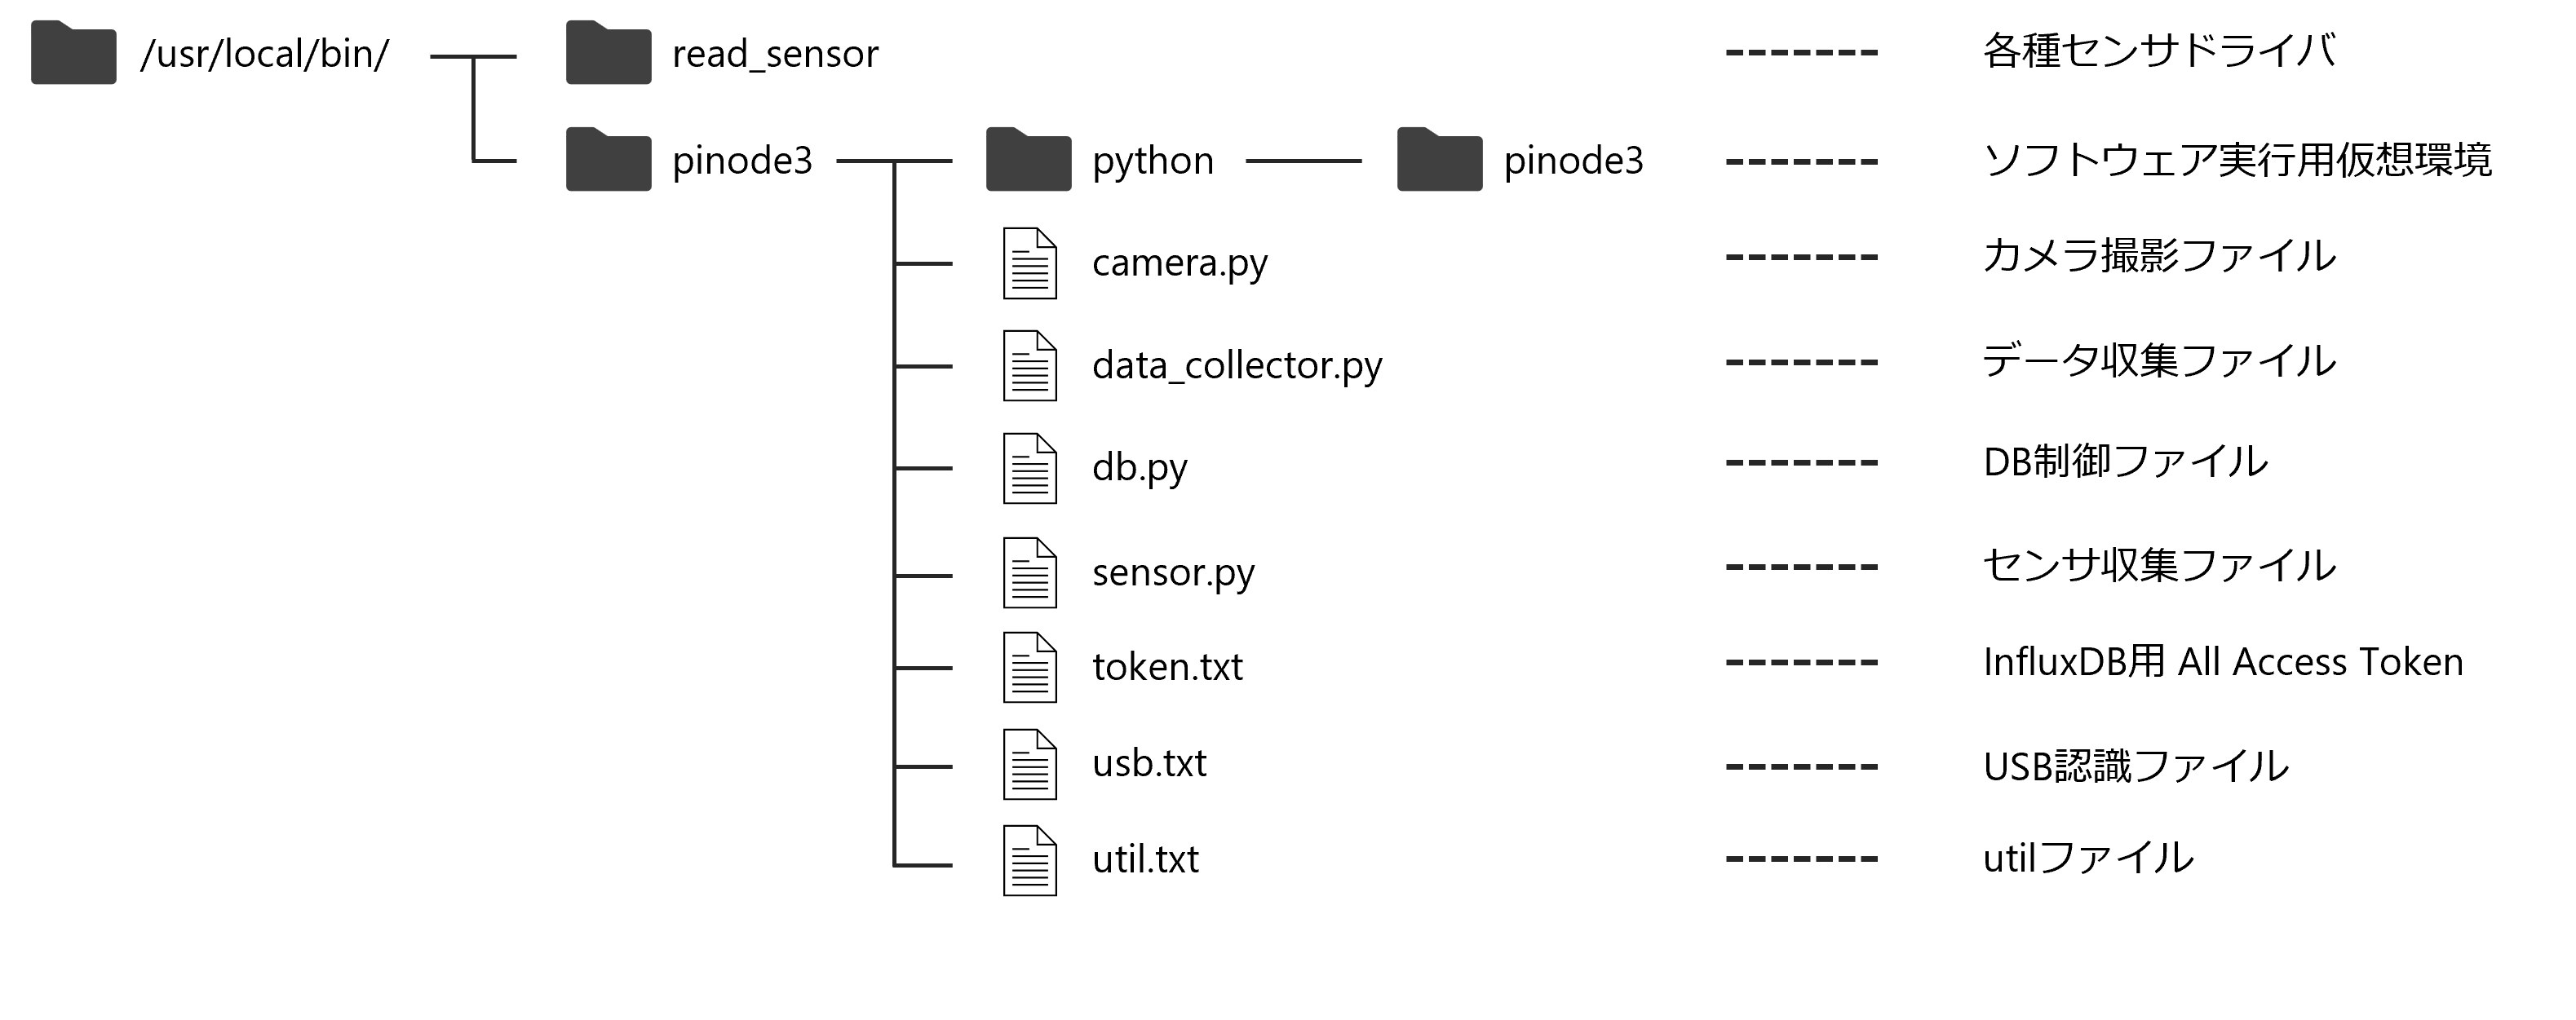 /usr/local/bin/ read_sensor 各種センサドライバ
pinode3 python pinode3 ソフトウェア実行用仮想環境
camera.py カメラ撮影ファイル
data_collector.py データ収集ファイル
db.py DB制御ファイル
sensor.py センサ収集ファイル
token.txt InfluxDB用 All Access Token
usb.txt USB認識ファイル
util.txt utilファイル